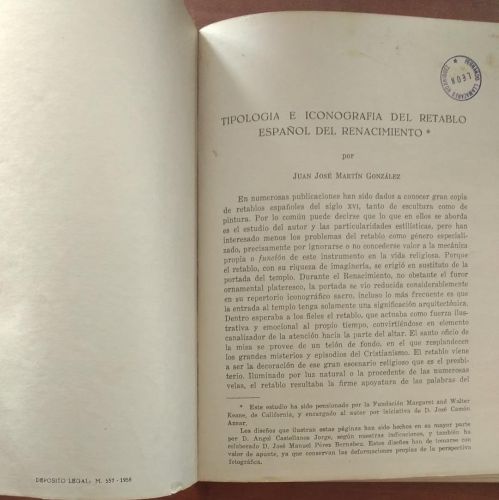 DEPÓSITO LEGAL: M. 557 - 1958
LEON
TIPOLOGIA E ICONOGRAFIA DEL RETABLO
ESPAÑOL DEL RENACIMIENTO *
por
JUAN JOSÉ MARTÍN GONZÁLEZ
En numerosas publicaciones han sido dados a conocer gran copia
de retablos españoles del siglo XVI, tanto de escultura como de
pintura. Por lo común puede decirse que lo que en ellos se aborda
es el estudio del autor y las particularidades estilísticas, pero han
interesado menos los problemas del retablo como género especiali-
zado, precisamente por ignorarse o no concederse valor a la mecánica
propia o función de este instrumento en la vida religiosa. Porque
el retablo, con su riqueza de imaginería, se erigió en sustituto de la
portada del templo. Durante el Renacimiento, no obstante el furor
ornamental plateresco, la portada se vio reducida considerablemente
en su repertorio iconográfico sacro, incluso lo más frecuente es que
la entrada al templo tenga solamente una significación arquitectónica.
Dentro esperaba a los fieles el retablo, que actuaba como fuerza ilus-
trativa y emocional al propio tiempo, convirtiéndose en elemento
canalizador de la atención hacia la parte del altar. El santo oficio de
la misa se provee de un telón de fondo, en el que resplandecen
los grandes misterios y episodios del Cristianismo. El retablo viene
a ser la decoración de ese gran escenario religioso que es el presbi-
terio. Iluminado por luz natural o la procedente de las numerosas
velas, el retablo resultaba la firme apoyatura de las palabras del
* Este estudio ha sido pensionado por la Fundación Margaret and Walter
Keane, de California, y encargado al autor por iniciativa de D. José Camón
Aznar.
Los diseños que ilustran estas páginas han sido hechos en su mayor parte
por D. Angel Castellanos Jorge, según nuestras indicaciones, y también ha
colaborado D. José Manuel Pérez Bernabeu. Estos diseños han de tomarse con
valor de apunte, ya que conservan las deformaciones propias de la perspectiva
fotográfica.